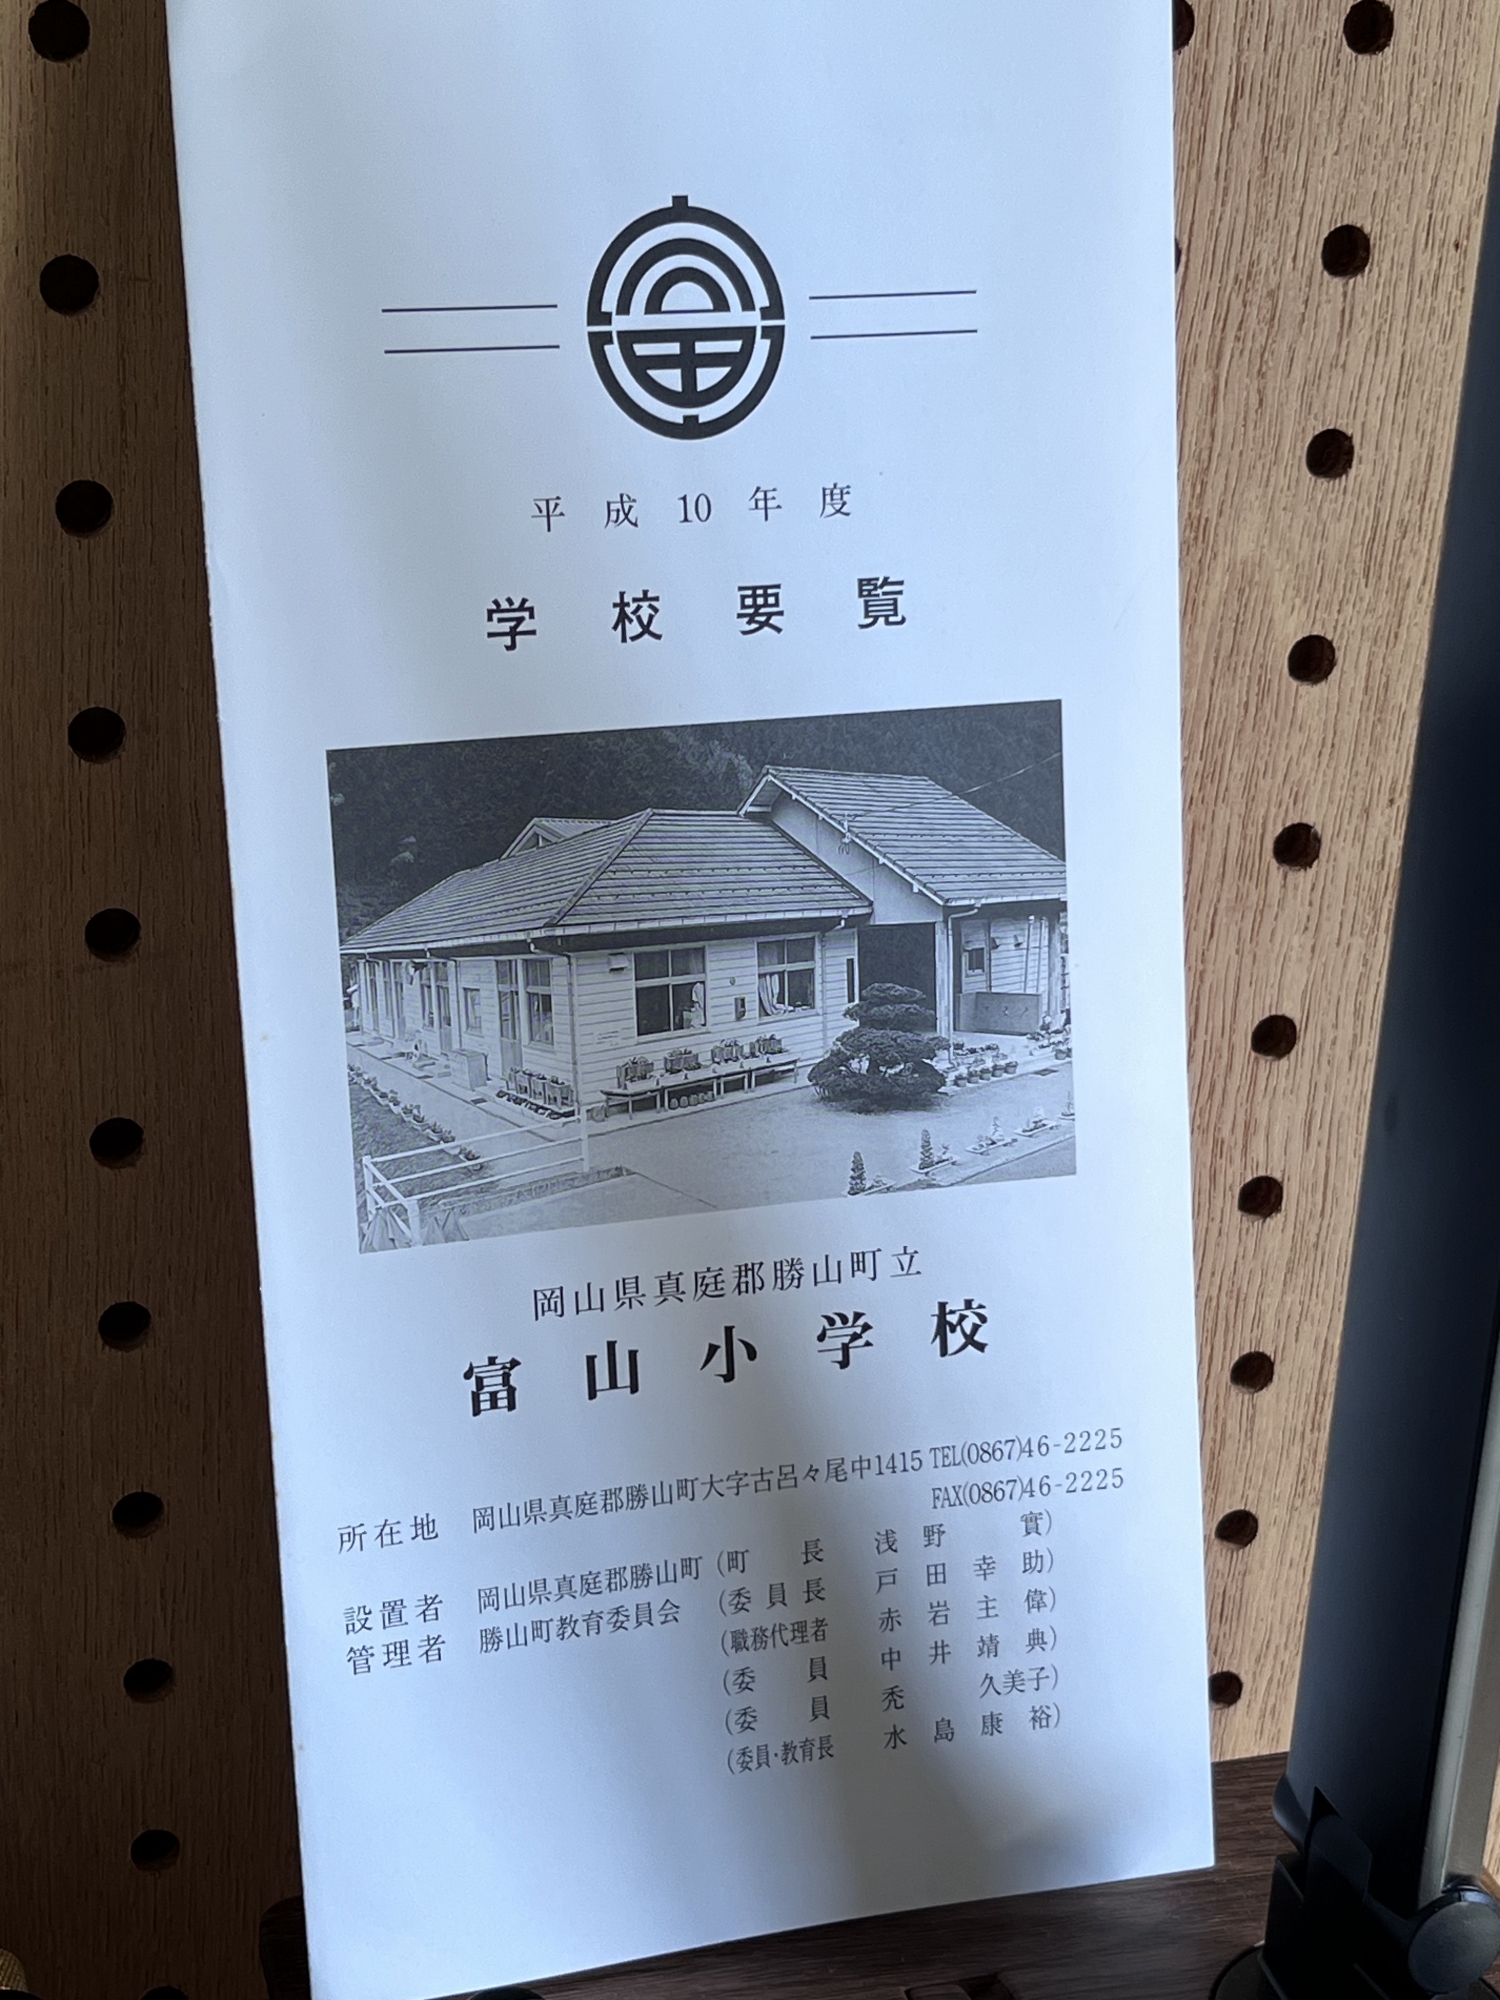 平成10年度
学校要覧
岡山県真庭郡勝山町立
富山小学校
所在地 岡山県真庭郡勝山町大字古呂々尾中1415 TEL(0867)46-2225
FAX(0867)46-2225
設置者 岡山県真庭郡勝山町 (町長 浅野 實)
管理者 勝山町教育委員会 (委員長 戸田幸助)
(職務代理者 赤岩主偉)
(委員 中井靖典)
(委員 禿 久美子)
(委員・教育長 水島康裕)